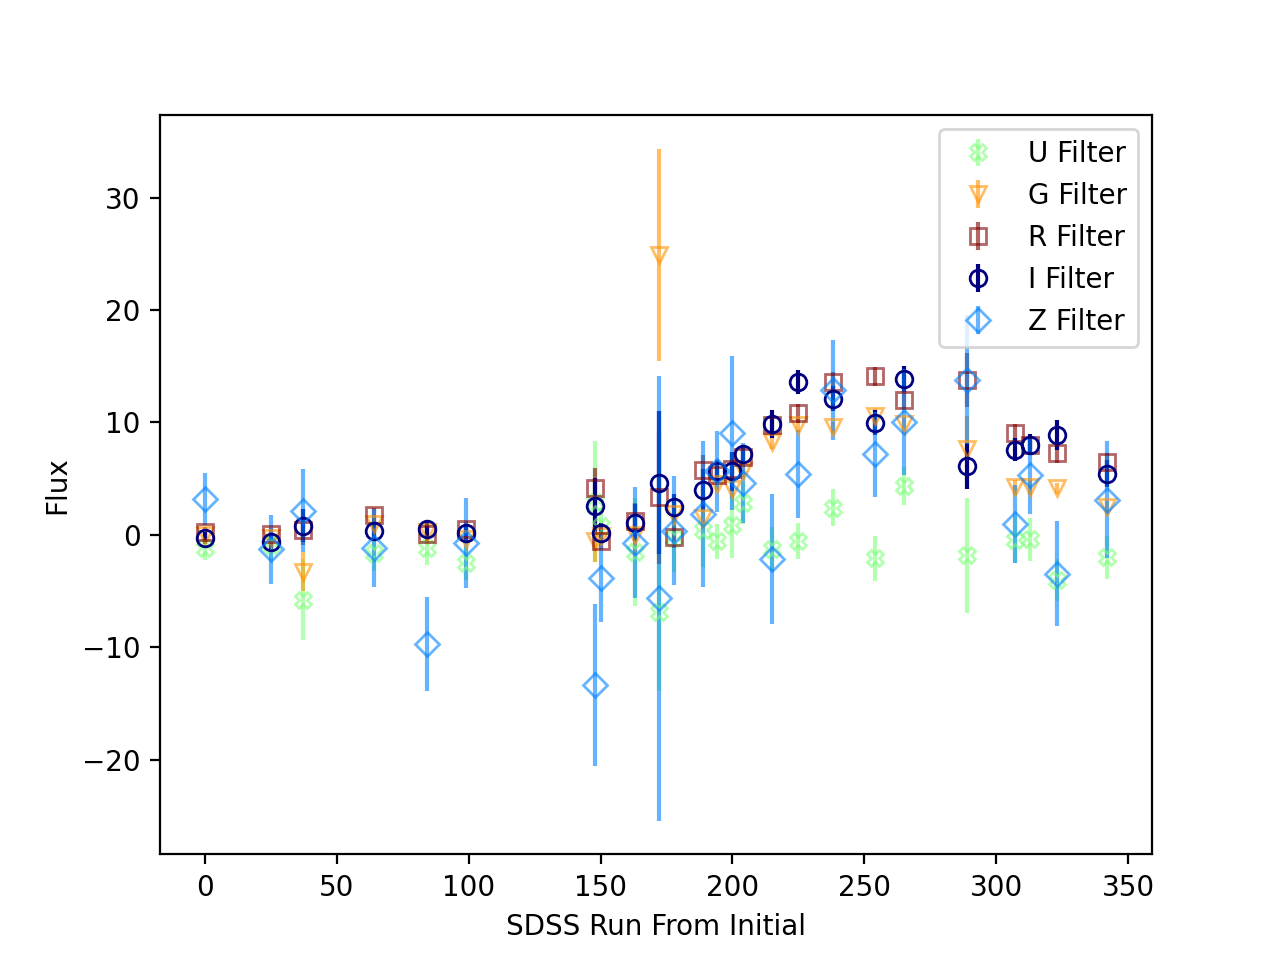 U Filter
G Filter
R Filter
I Filter
Z Filter
30
20
10
0
−10
−20
Flux
0 50 100 150 200 250 300 350
SDSS Run From Initial